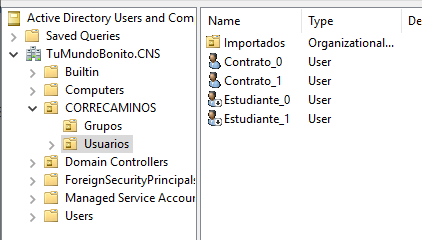 Active Directory Users and Com
Saved Queries
TuMundoBonito.CNS
Builtin
Computers
CORRECAMINOS
Grupos
Usuarios
Domain Controllers
ForeignSecurityPrincipals
Managed Service Accour
Users
Name Type De
Importados Organizational...
Contrato_0 User
Contrato_1 User
Estudiante_0 User
Estudiante_1 User